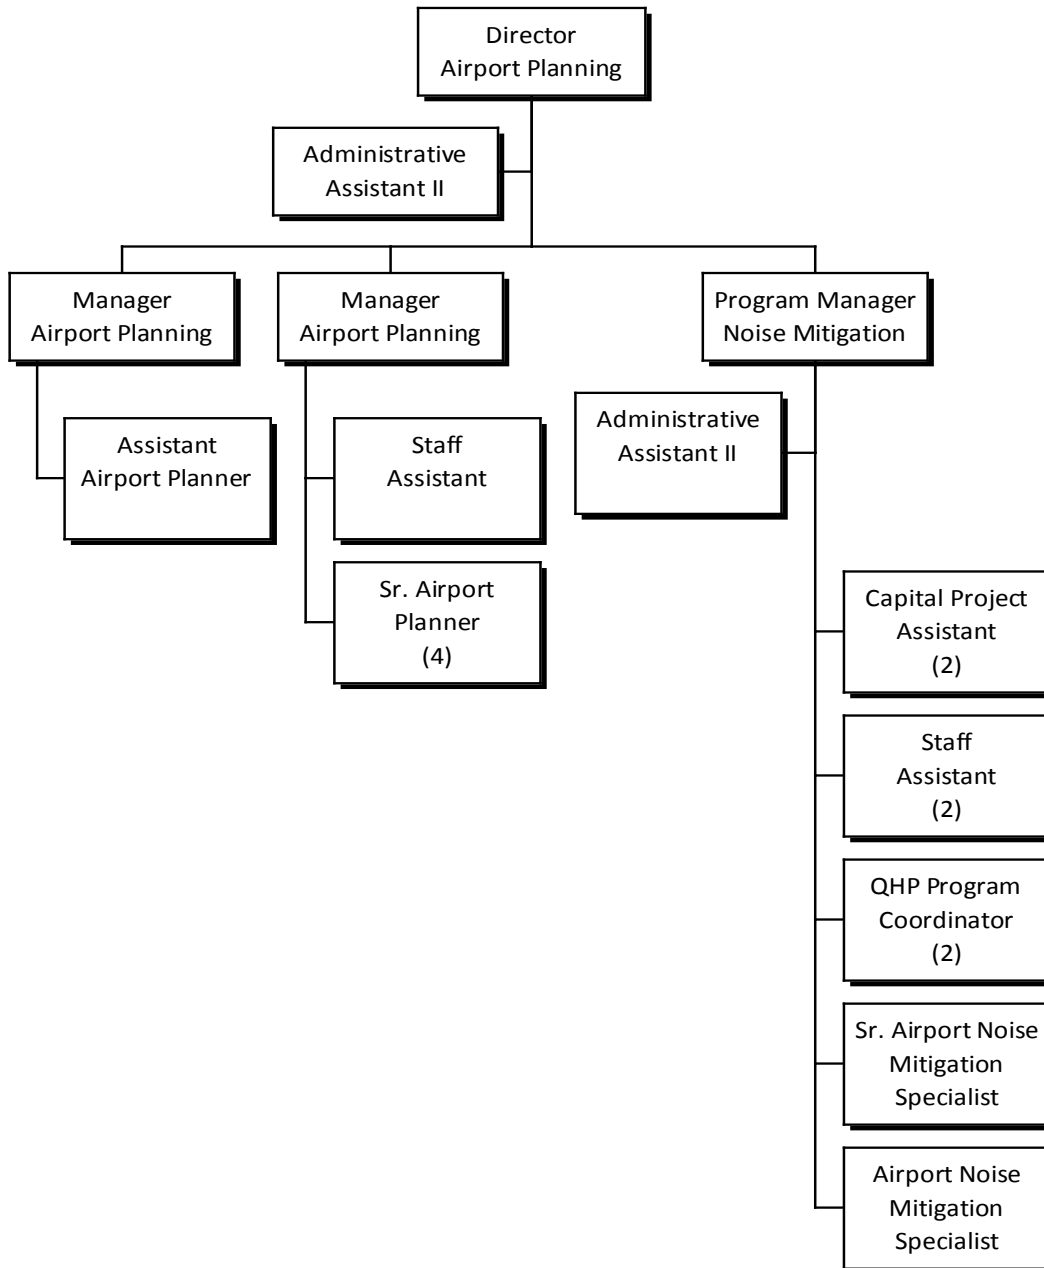 Director
Airport Planning
Administrative
Assistant II
Manager
Airport Planning
Manager
Airport Planning
Program Manager
Noise Mitigation
Assistant
Airport Planner
Staff
Assistant
Administrative
Assistant II
Sr. Airport
Planner
(4)
Capital Project
Assistant
(2)
Staff
Assistant
(2)
QHP Program
Coordinator
(2)
Sr. Airport Noise
Mitigation
Specialist
Airport Noise
Mitigation
Specialist